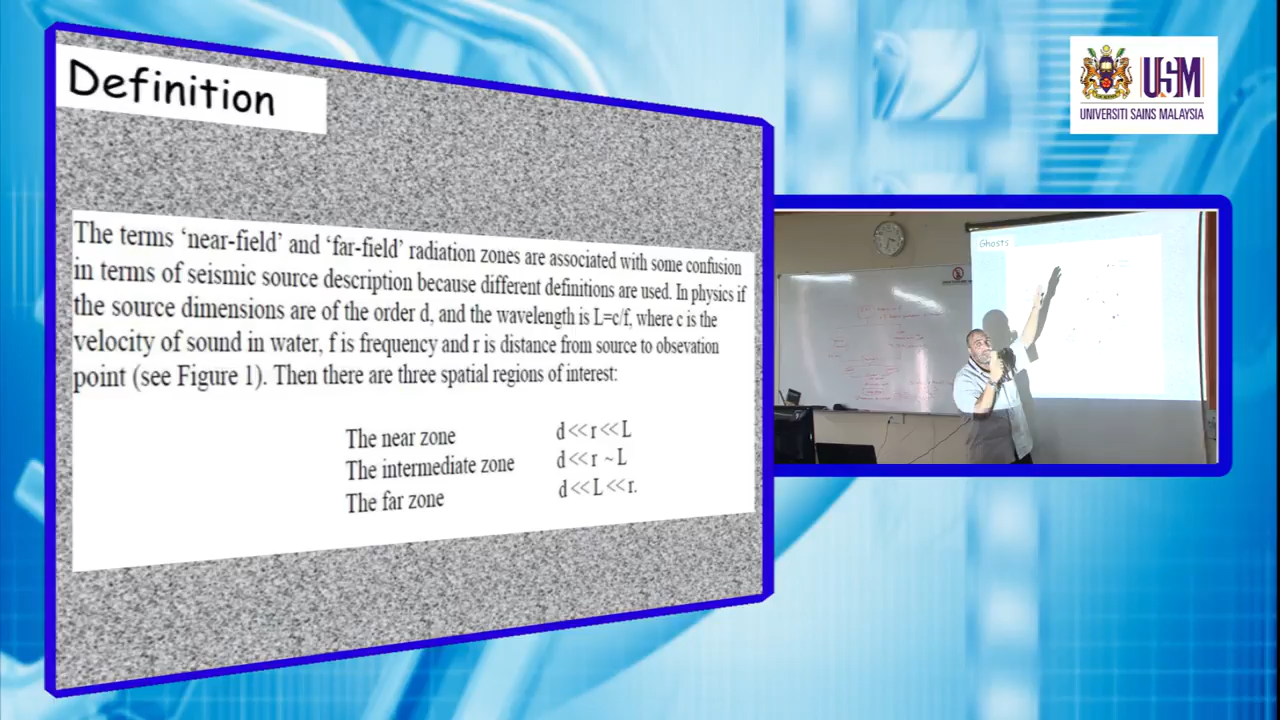 Definition
The terms ‘near-field’ and ‘far-field’ radiation zones are associated with some confusion
in terms of seismic source description because different definitions are used. In physics if
the source dimensions are of the order d, and the wavelength is L=c/f, where c is the
velocity of sound in water, f is frequency and r is distance from source to obsevation
point (see Figure 1). Then there are three spatial regions of interest:
The near zone d<<r<<L
The intermediate zone d<<r ~L
The far zone d<<L<<r.
USM
UNIVERSITI SAINS MALAYSIA
Ghosts